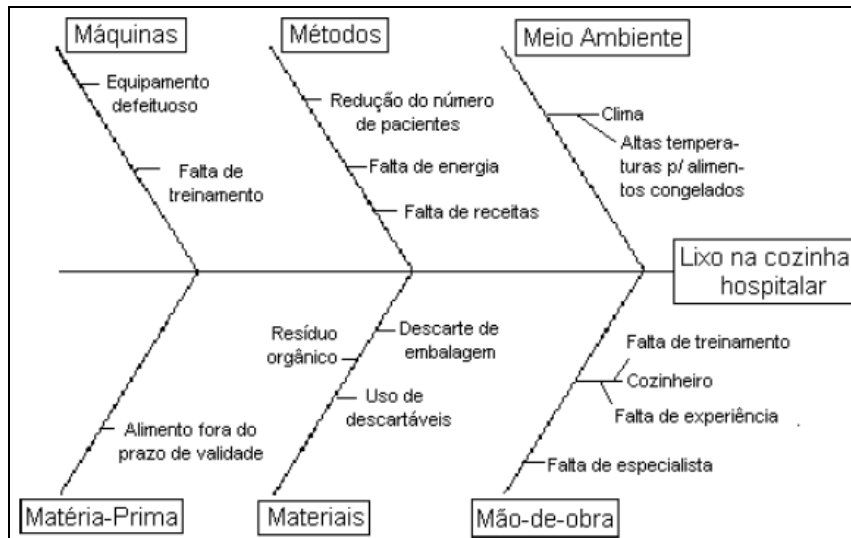 Máquinas
Métodos
Meio Ambiente
Equipamento
defeituoso
Falta de
treinamento
Redução do número
de pacientes
Falta de energia
Falta de receitas
Clima
Altas tempera-
turas p/ alimen-
tos congelados
Lixo na cozinha
hospitalar
Alimento fora do
prazo de validade
Resíduo
orgânico
Descarte de
embalagem
Uso de
descartáveis
Falta de treinamento
Cozinheiro
Falta de experiência
Falta de especialista
Matéria-Prima
Materiais
Mão-de-obra